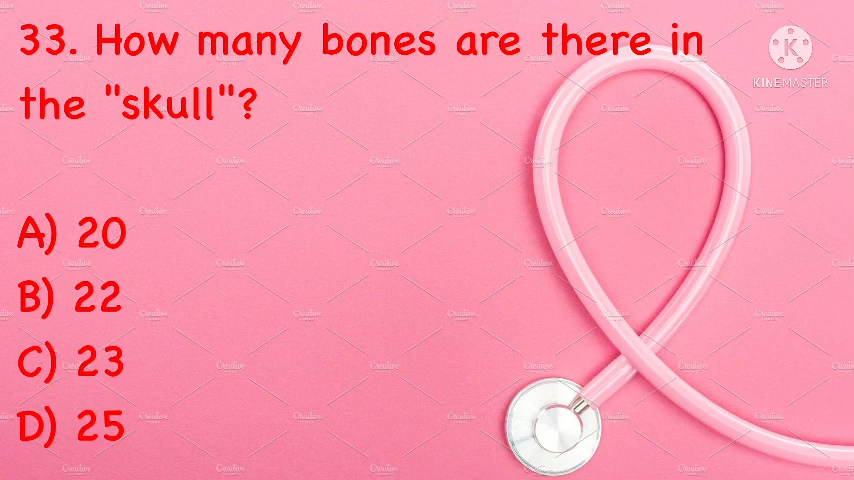 33. How many bones are there in
the "skull"?
A) 20
B) 22
C) 23
D) 25
K
KINEMASTER